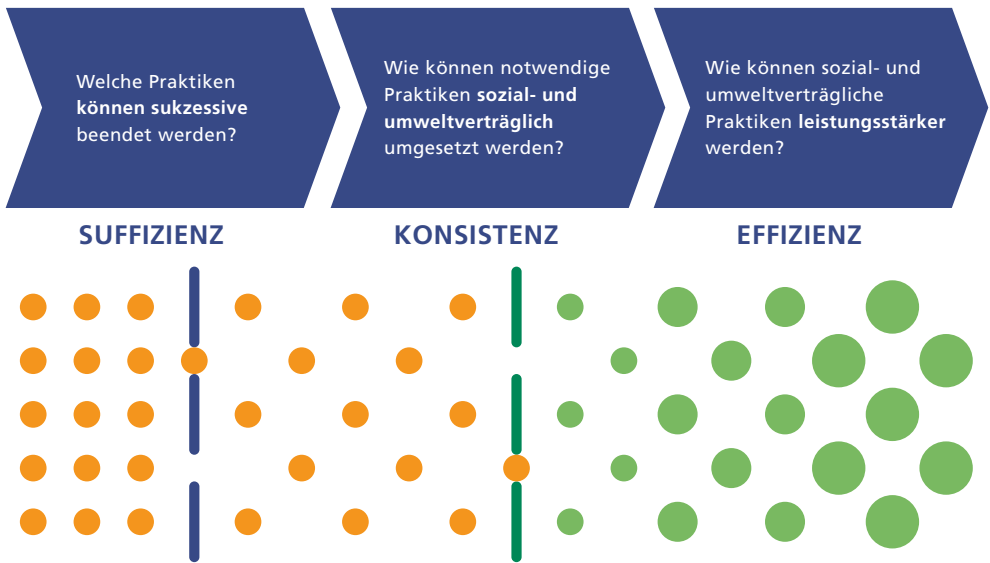 Welche Praktiken
können sukzessive
beendet werden?
Wie können notwendige
Praktiken sozial- und
umweltverträglich
umgesetzt werden?
Wie können sozial- und
umweltverträgliche
Praktiken leistungsstärker
werden?
SUFFIZIENZ
KONSISTENZ
EFFIZIENZ